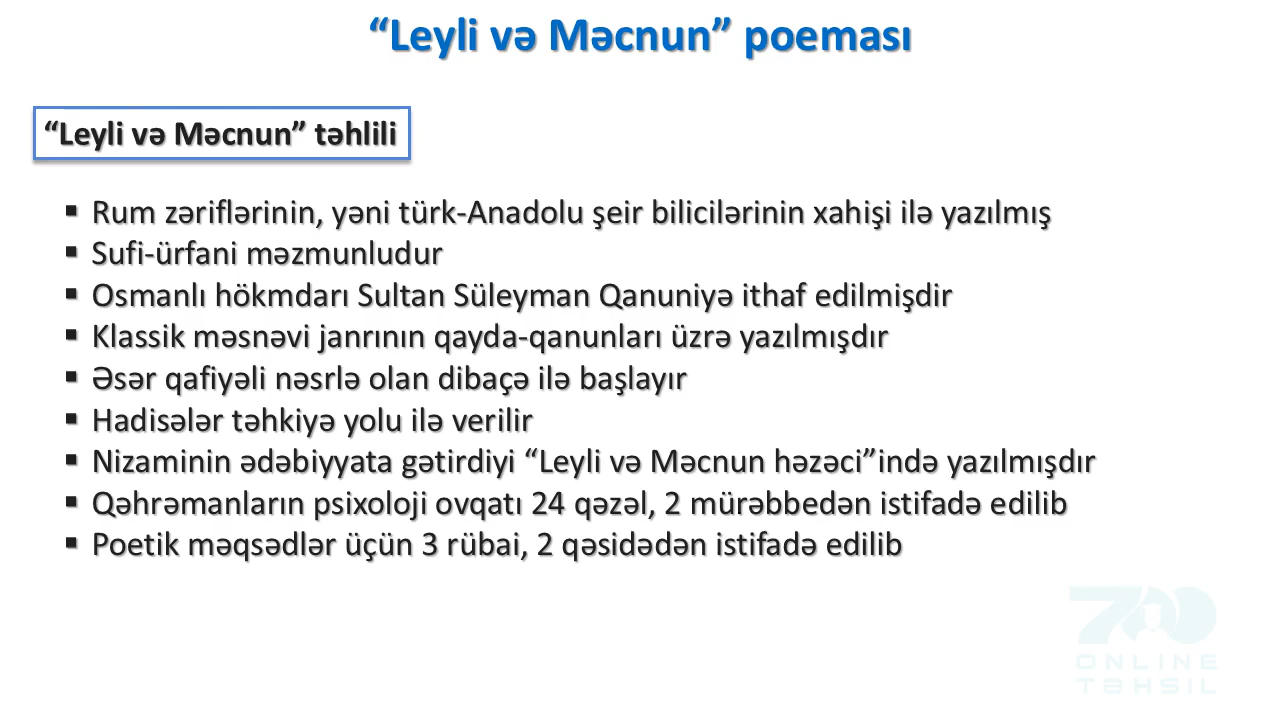 “Leyli və Məcnun” poeması
“Leyli və Məcnun” təhlili
▪ Rum zəriflərinin, yəni türk-Anadolu şeir bilicilərinin xahişi ilə yazılmış
▪ Sufi-ürfani məzmunludur
▪ Osmanlı hökmdarı Sultan Süleyman Qanuniyə ithaf edilmişdir
▪ Klassik məsnəvi janrının qayda-qanunları üzrə yazılmışdır
▪ Əsər qafiyəli nəsrlə olan dibaçə ilə başlayır
▪ Hadisələr təhkiyə yolu ilə verilir
▪ Nizaminin ədəbiyyata gətirdiyi “Leyli və Məcnun həzəci”ində yazılmışdır
▪ Qəhrəmanların psixoloji ovqatı 24 qəzəl, 2 mürəbbedən istifadə edilib
▪ Poetik məqsədlər üçün 3 rübai, 2 qəsidədən istifadə edilib
700
ONLINE
TƏHSIL